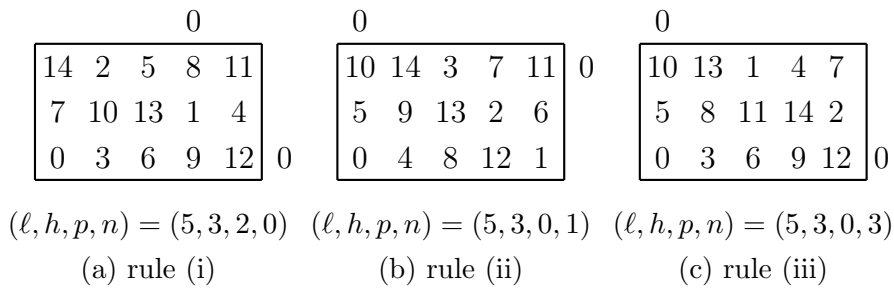 0 0 0
14 2 5 8 11 10 14 3 7 11 0 10 13 1 4 7
7 10 13 1 4 5 9 13 2 6 5 8 11 14 2
0 3 6 9 12 0 0 4 8 12 1 0 3 6 9 12 0
(ℓ, h, p, n) = (5, 3, 2, 0) (ℓ, h, p, n) = (5, 3, 0, 1) (ℓ, h, p, n) = (5, 3, 0, 3)
(a) rule (i) (b) rule (ii) (c) rule (iii)